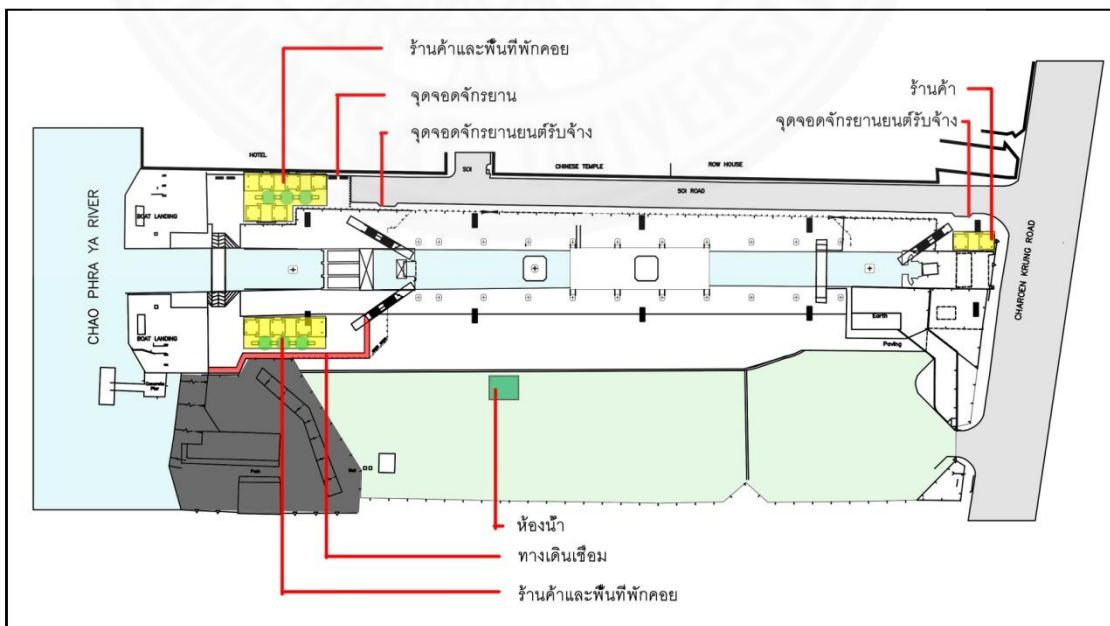 ร้านค้าและพื้นที่พักคอย
จุดจอดจักรยาน
จุดจอดจักรยานยนต์รับจ้าง
ร้านค้า
จุดจอดจักรยานยนต์รับจ้าง
HOTEL
SOI
CHINESE TEMPLE
ROW HOUSE
SOI ROAD
BOAT LANDING
CHAO PHRA YA RIVER
CHAROEN KRUNG ROAD
BOAT LANDING
Earth
Paving
Concrete
Pier
ห้องน้ำ
ทางเดินเชื่อม
ร้านค้าและพื้นที่พักคอย